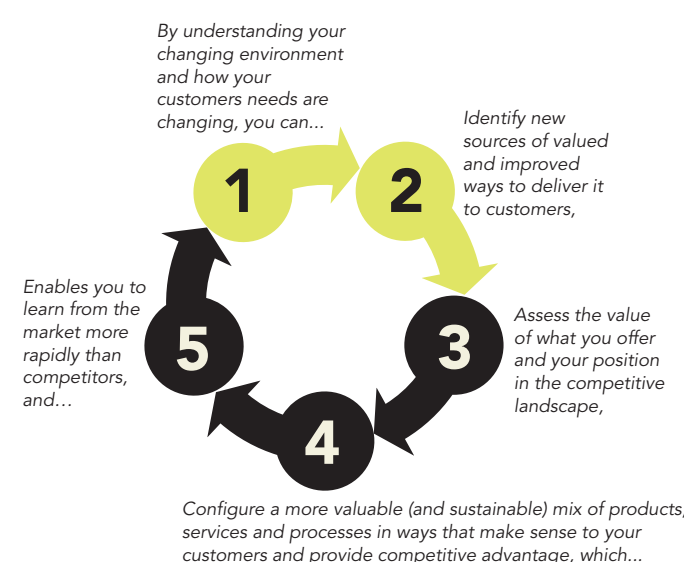 By understanding your
changing environment
and how your
customers needs are
changing, you can...
1
2
Identify new
sources of valued
and improved
ways to deliver it
to customers,
3
Assess the value
of what you offer
and your position
in the competitive
landscape,
4
Configure a more valuable (and sustainable) mix of products,
services and processes in ways that make sense to your
customers and provide competitive advantage, which...
5
Enables you to
learn from the
market more
rapidly than
competitors,
and…